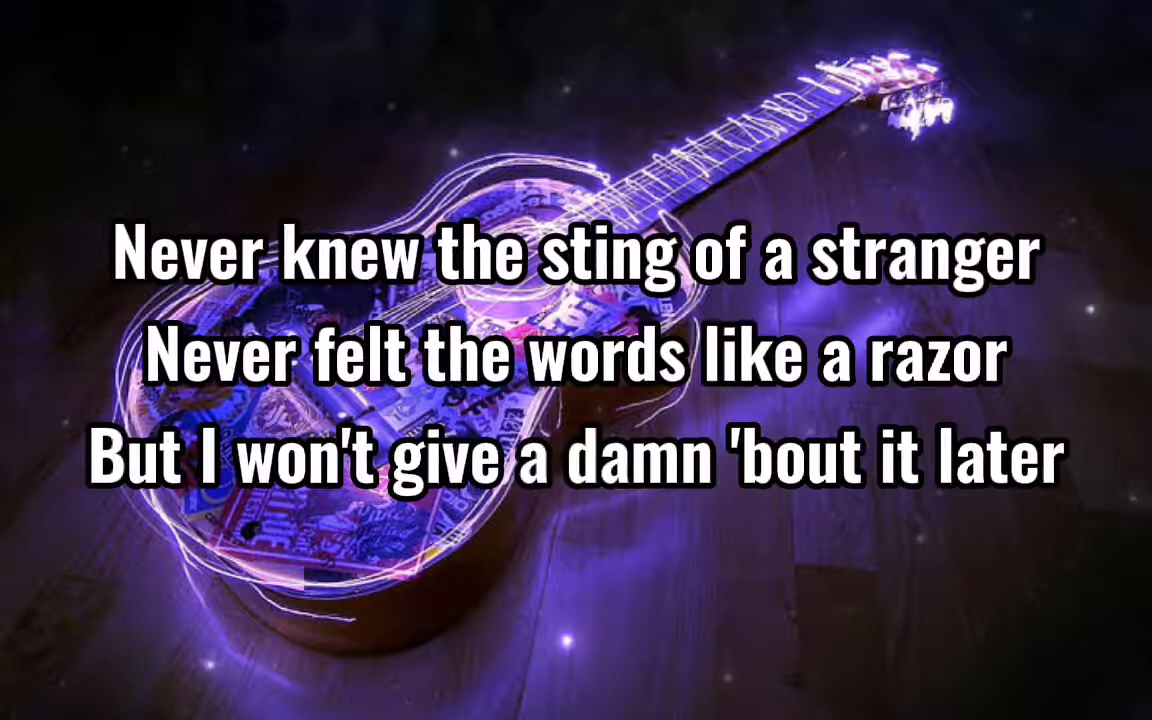 Never knew the sting of a stranger
Never felt the words like a razor
But I won't give a damn 'bout it later